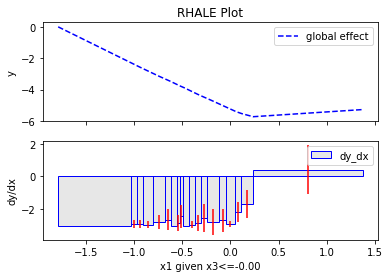 RHALE Plot
y
0
−2
−4
−6
global effect
dy/dx
2
0
−2
dy_dx
−1.5 −1.0 −0.5 0.0 0.5 1.0 1.5
x1 given x3<=-0.00